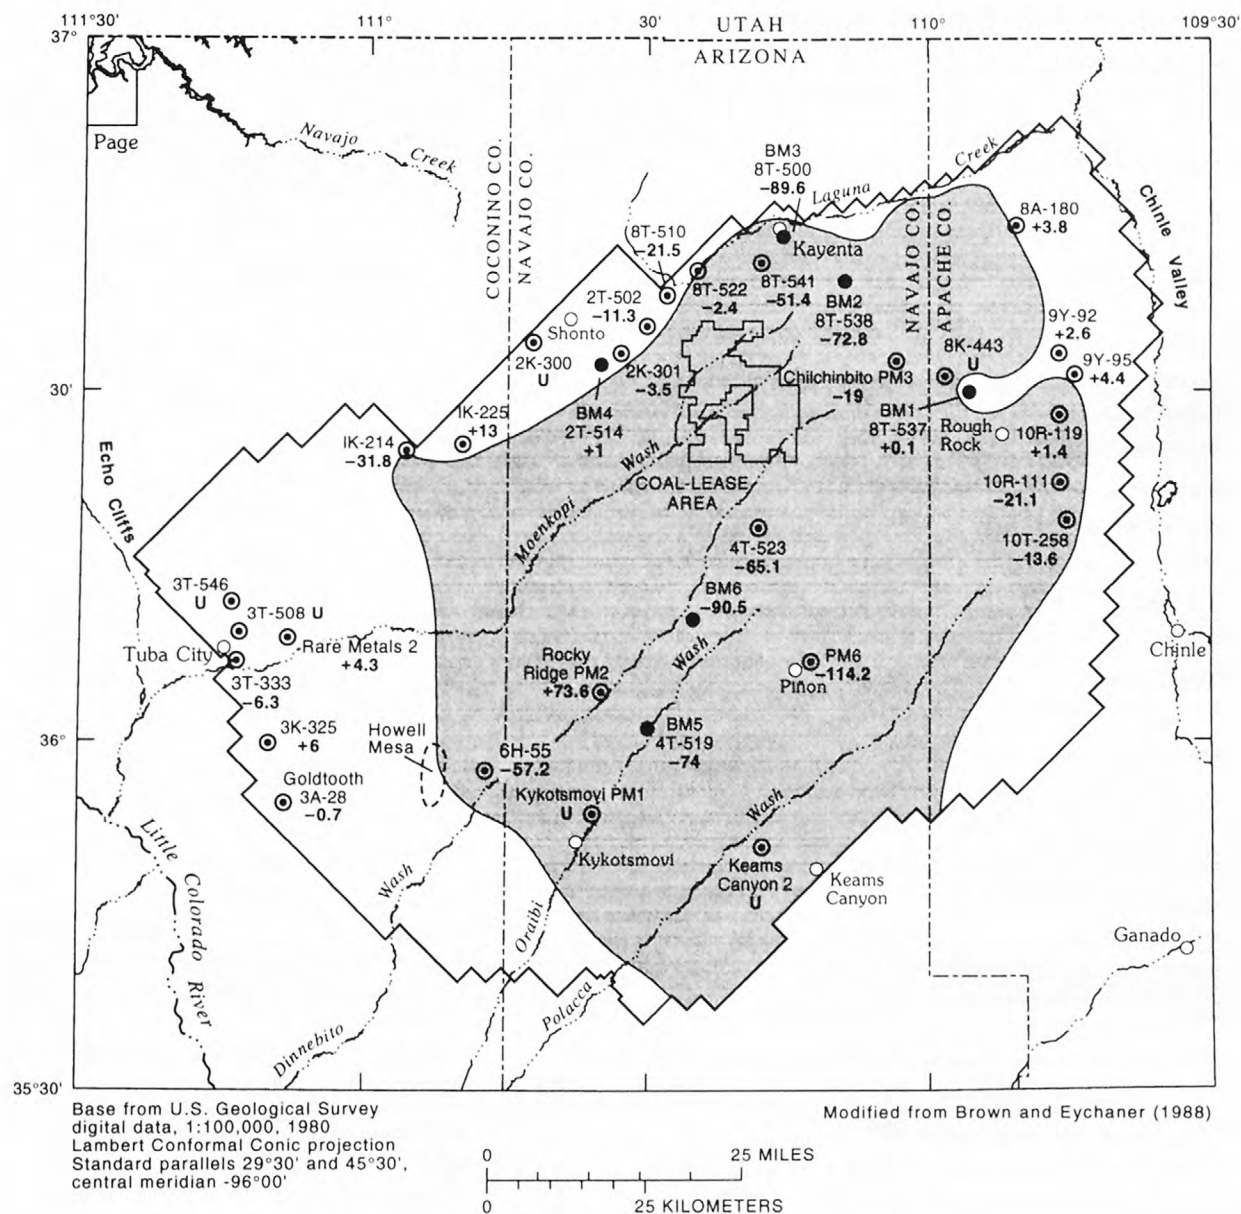 111°30'
111°
30'
110°
109°30'
37°
UTAH
ARIZONA
Page
Navajo
Creek
COCONINO CO.
NAVAJO CO.
BM3
8T-500
−89.6
Laguna
Creek
NAVAJO CO.
APACHE CO.
8A-180
+3.8
Chinle
Valley
(8T-510
−21.5
Kayenta
8T-522
−2.4
8T-541
−51.4
BM2
8T-538
−72.8
2T-502
−11.3
Shonto
2K-300
U
2K-301
−3.5
9Y-92
+2.6
9Y-95
+4.4
8K-443
U
Chilchinbito PM3
−19
30'
BM4
2T-514
+1
BM1
8T-537
+0.1
Rough
Rock
10R-119
+1.4
IK-225
+13
IK-214
−31.8
Echo Cliffs
Wash
Moenkopi
COAL-LEASE
AREA
10R-111
−21.1
10T-258
−13.6
4T-523
−65.1
3T-546
U
3T-508 U
BM6
−90.5
Tuba City
Rare Metals 2
+4.3
Wash
Chinle
3T-333
−6.3
Rocky
Ridge PM2
+73.6
PM6
−114.2
Piñon
3K-325
+6
Howell
Mesa
BM5
4T-519
−74
36°
6H-55
−57.2
Goldtooth
3A-28
−0.7
Kykotsmovi PM1
U
Wash
Kykotsmovi
Keams
Canyon 2
U
Keams
Canyon
Little
Colorado
River
Wash
Oraibi
Polacca
Dinnebito
Ganado
35°30'
Base from U.S. Geological Survey
digital data, 1:100,000, 1980
Lambert Conformal Conic projection
Standard parallels 29°30' and 45°30',
central meridian -96°00'
Modified from Brown and Eychaner (1988)
0 25 MILES
0 25 KILOMETERS